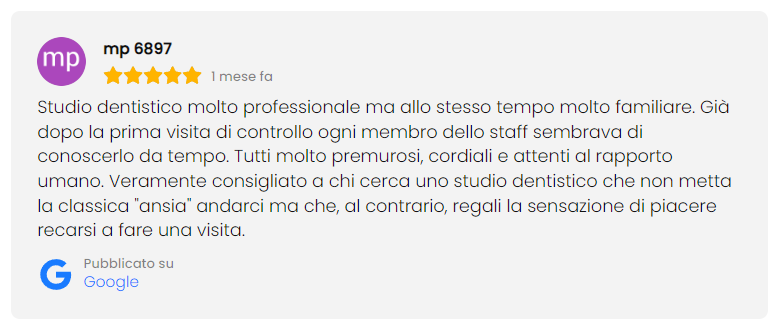 mp
mp 6897
1 mese fa
Studio dentistico molto professionale ma allo stesso tempo molto familiare. Già
dopo la prima visita di controllo ogni membro dello staff sembrava di
conoscerlo da tempo. Tutti molto premurosi, cordiali e attenti al rapporto
umano. Veramente consigliato a chi cerca uno studio dentistico che non metta
la classica "ansia" andarci ma che, al contrario, regali la sensazione di piacere
recarsi a fare una visita.
Pubblicato su
Google